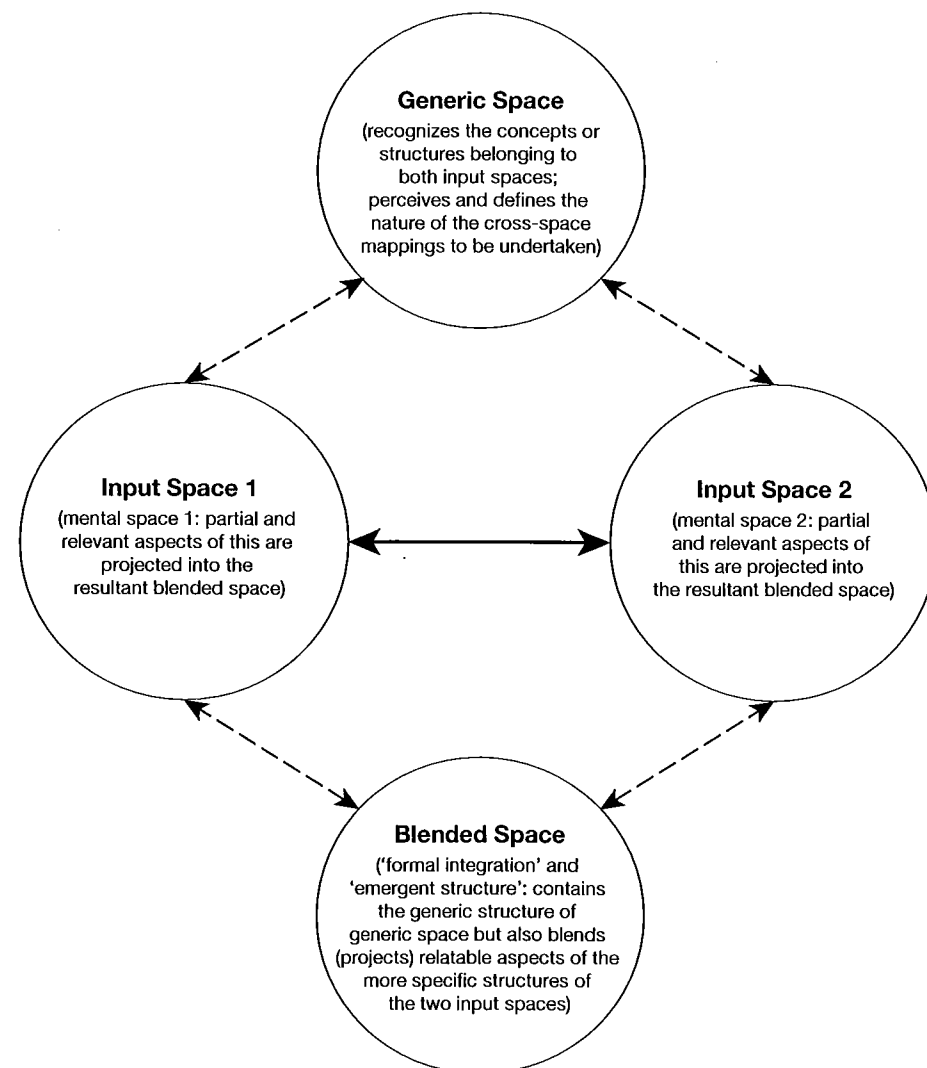 Generic Space
(recognizes the concepts or
structures belonging to
both input spaces;
perceives and defines the
nature of the cross-space
mappings to be undertaken)
Input Space 1
(mental space 1: partial and
relevant aspects of this are
projected into the
resultant blended space)
Input Space 2
(mental space 2: partial
and relevant aspects of
this are projected into
the resultant blended space)
Blended Space
(‘formal integration’ and
‘emergent structure’: contains
the generic structure of
generic space but also blends
(projects) relatable aspects of the
more specific structures of
the two input spaces)